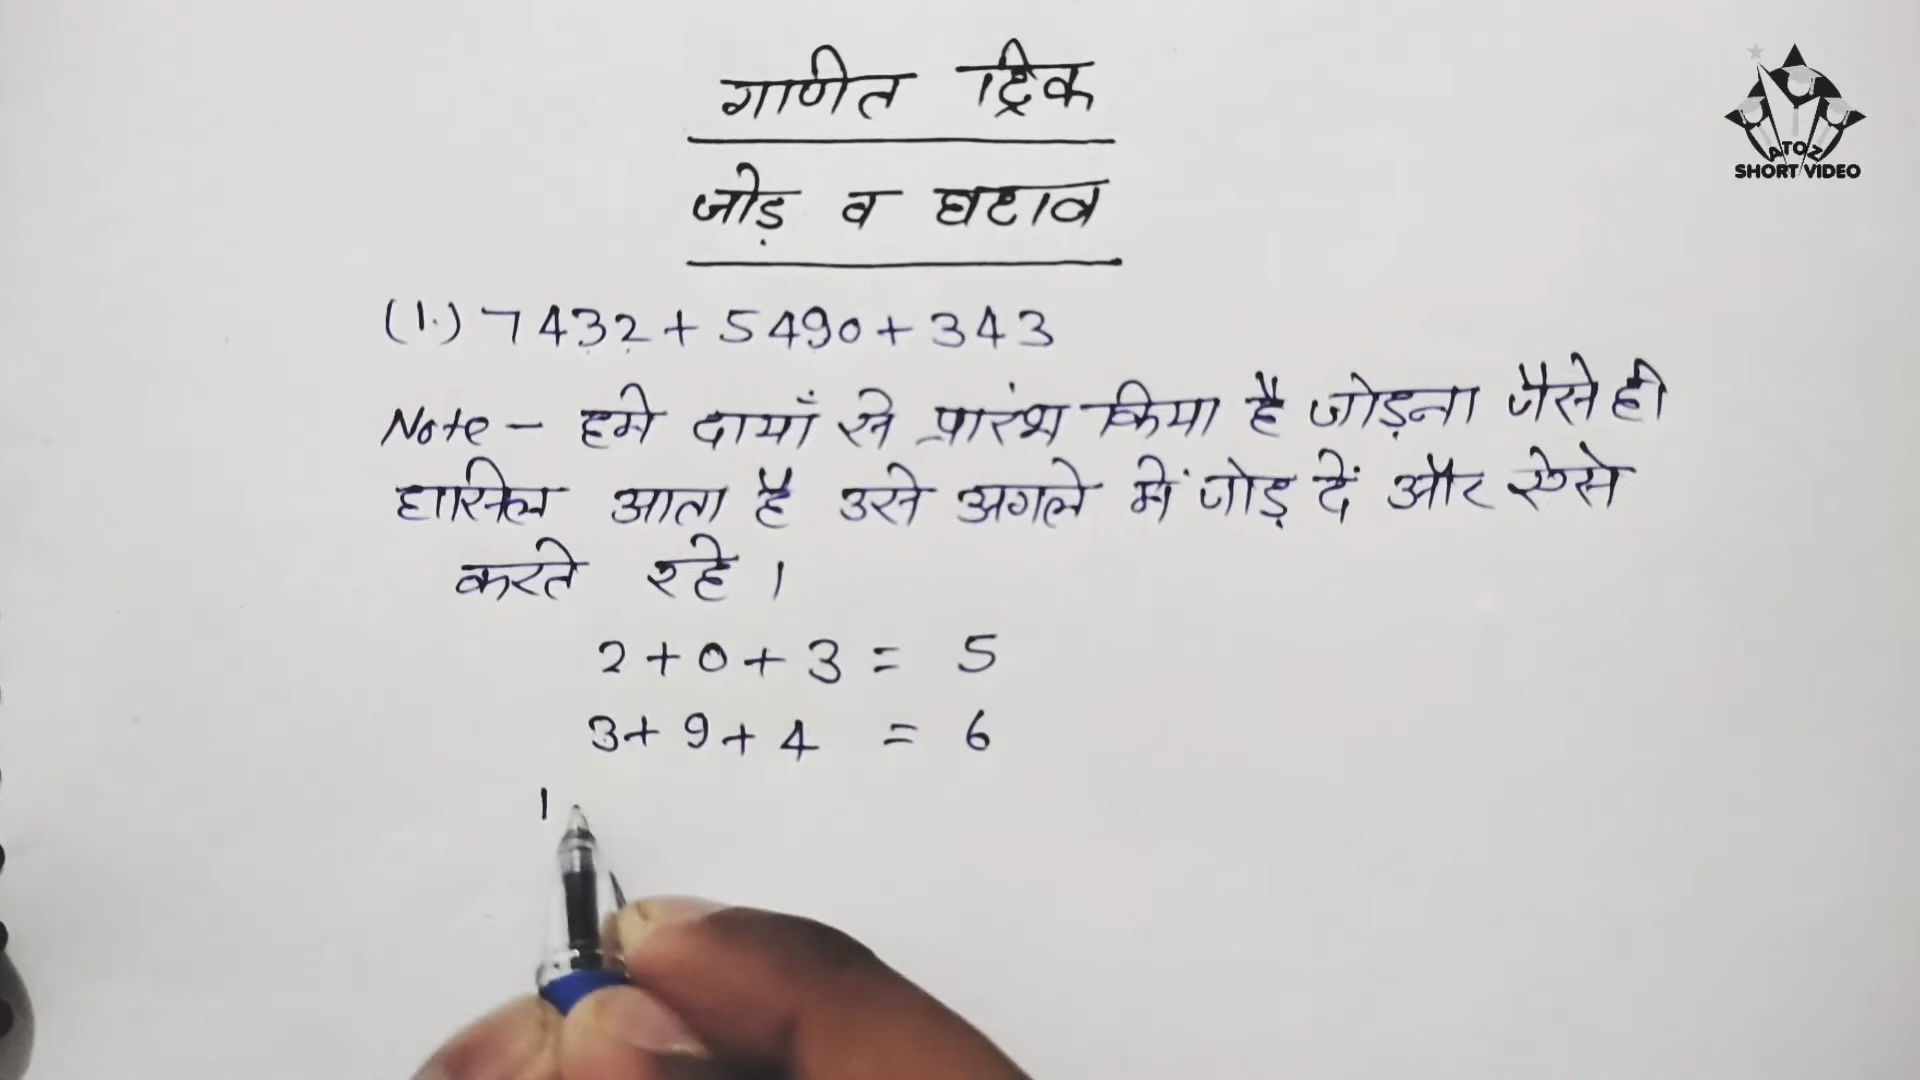 गणित ट्रिक
जोड़ व घटाव
(1.) 7432 + 5490 + 343
Note - हमे दायाँ से प्रारंभ किया है जोड़ना जैसे ही
हासिल आता है उसे अगले में जोड़ दें और ऐसे
करते रहे ।
2 + 0 + 3 = 5
3 + 9 + 4 = 6
1
A TO Z
SHORT VIDEO